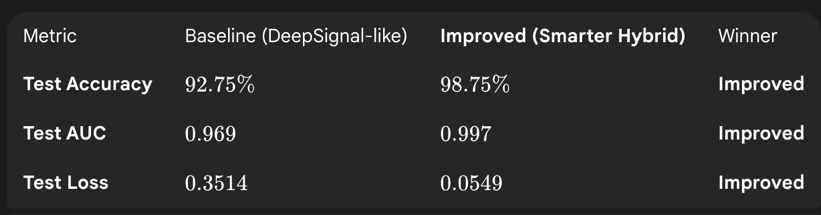 Metric Baseline (DeepSignal-like) Improved (Smarter Hybrid) Winner
Test Accuracy 92.75% 98.75% Improved
Test AUC 0.969 0.997 Improved
Test Loss 0.3514 0.0549 Improved